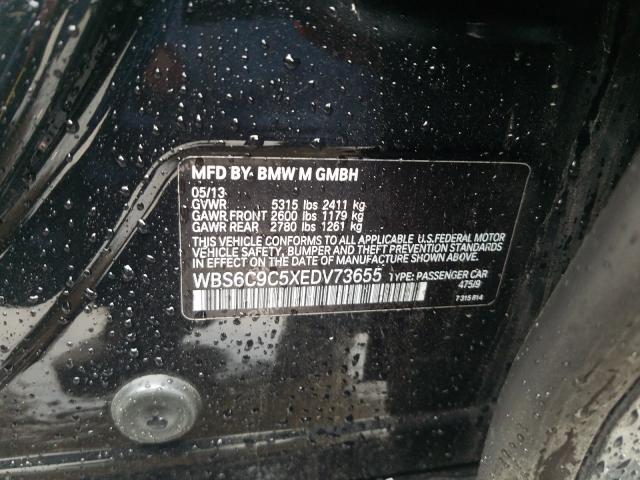 MFD BY- BMW M GMBH
05/13
GVWR 5315 lbs 2411 kg
GAWR FRONT 2600 lbs 1179 kg
GAWR REAR 2780 lbs 1261 kg
THIS CAR CONFORMS TO ALL APPLICABLE U.S. FEDERAL MOTOR
VEHICLE SAFETY, BUMPER AND THEFT PREVENTION STANDARDS
IN EFFECT ON THE DATE OF MANUFACTURE SHOWN ABOVE.
WBS6C9C5XEDV73655 TYPE: PASSENGER CAR
475/9
7 315 814